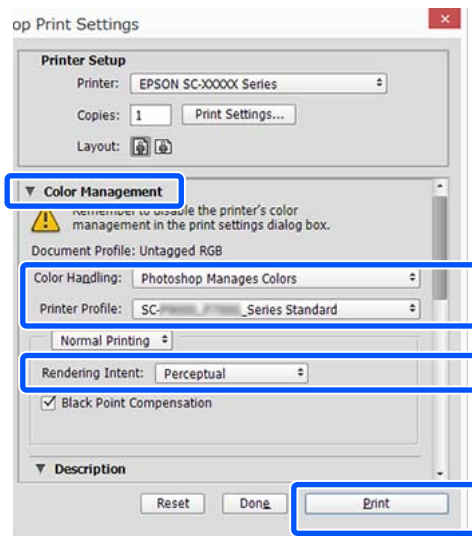 op Print Settings
Printer Setup
Printer: EPSON SC-XXXXX Series
Copies: 1 Print Settings...
Layout:
Color Management
Remember to disable the printer's color
management in the print settings dialog box.
Document Profile: Untagged RGB
Color Handling: Photoshop Manages Colors
Printer Profile: SC- _Series Standard
Normal Printing
Rendering Intent: Perceptual
Black Point Compensation
Description
Reset Done Print